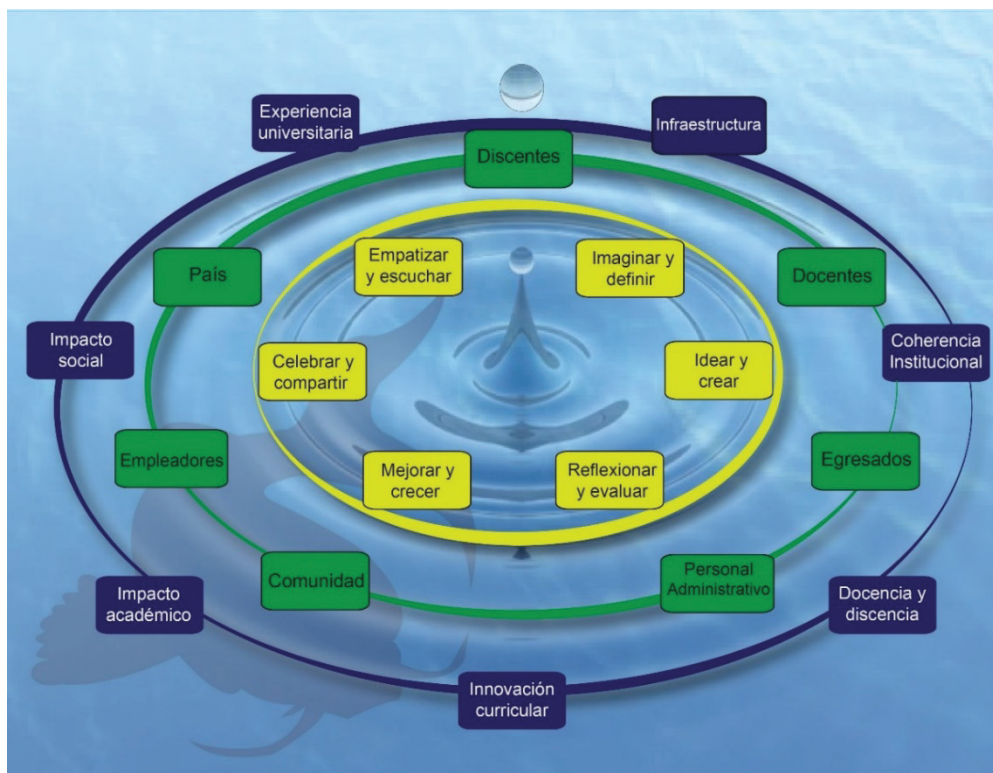 Experiencia
universitaria
Infraestructura
Discentes
Empatizar
y escuchar
Imaginar y
definir
País
Docentes
Impacto
social
Celebrar y
compartir
Idear y
crear
Coherencia
Institucional
Empleadores
Mejorar y
crecer
Reflexionar
y evaluar
Egresados
Comunidad
Personal
Administrativo
Impacto
académico
Docencia y
discencia
Innovación
curricular